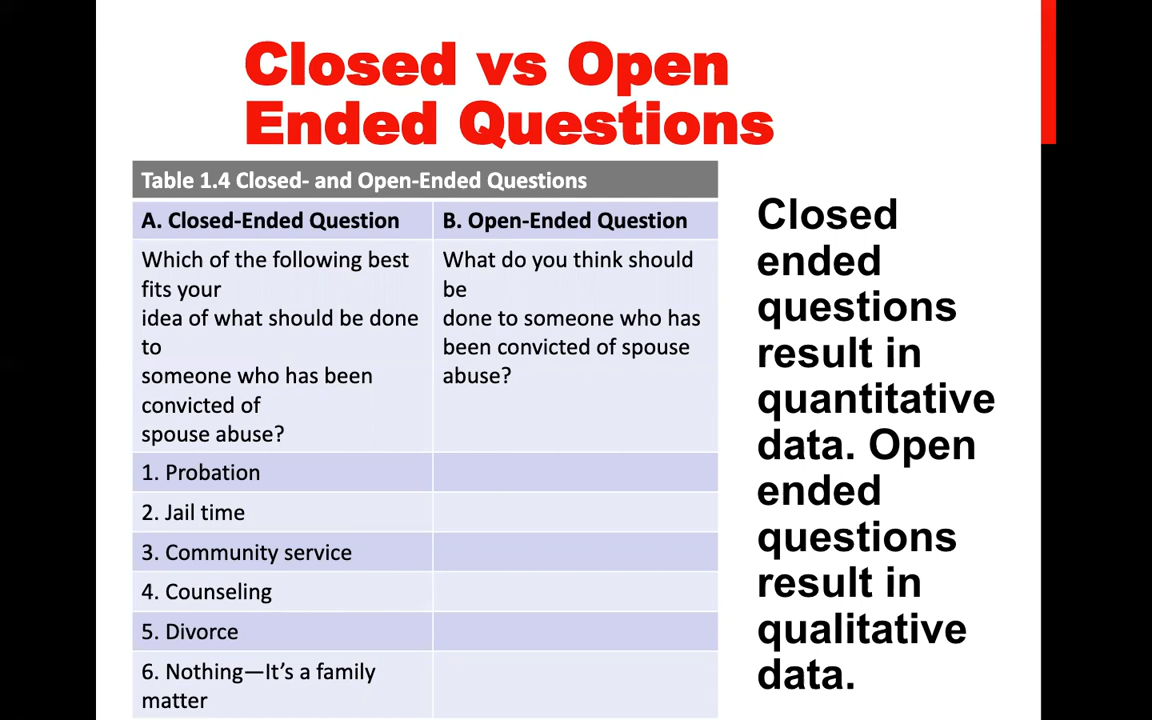 Closed vs Open
Ended Questions
Table 1.4 Closed- and Open-Ended Questions
A. Closed-Ended Question
B. Open-Ended Question
Which of the following best
fits your
idea of what should be done
to
someone who has been
convicted of
spouse abuse?
What do you think should
be
done to someone who has
been convicted of spouse
abuse?
1. Probation
2. Jail time
3. Community service
4. Counseling
5. Divorce
6. Nothing—It’s a family
matter
Closed
ended
questions
result in
quantitative
data. Open
ended
questions
result in
qualitative
data.